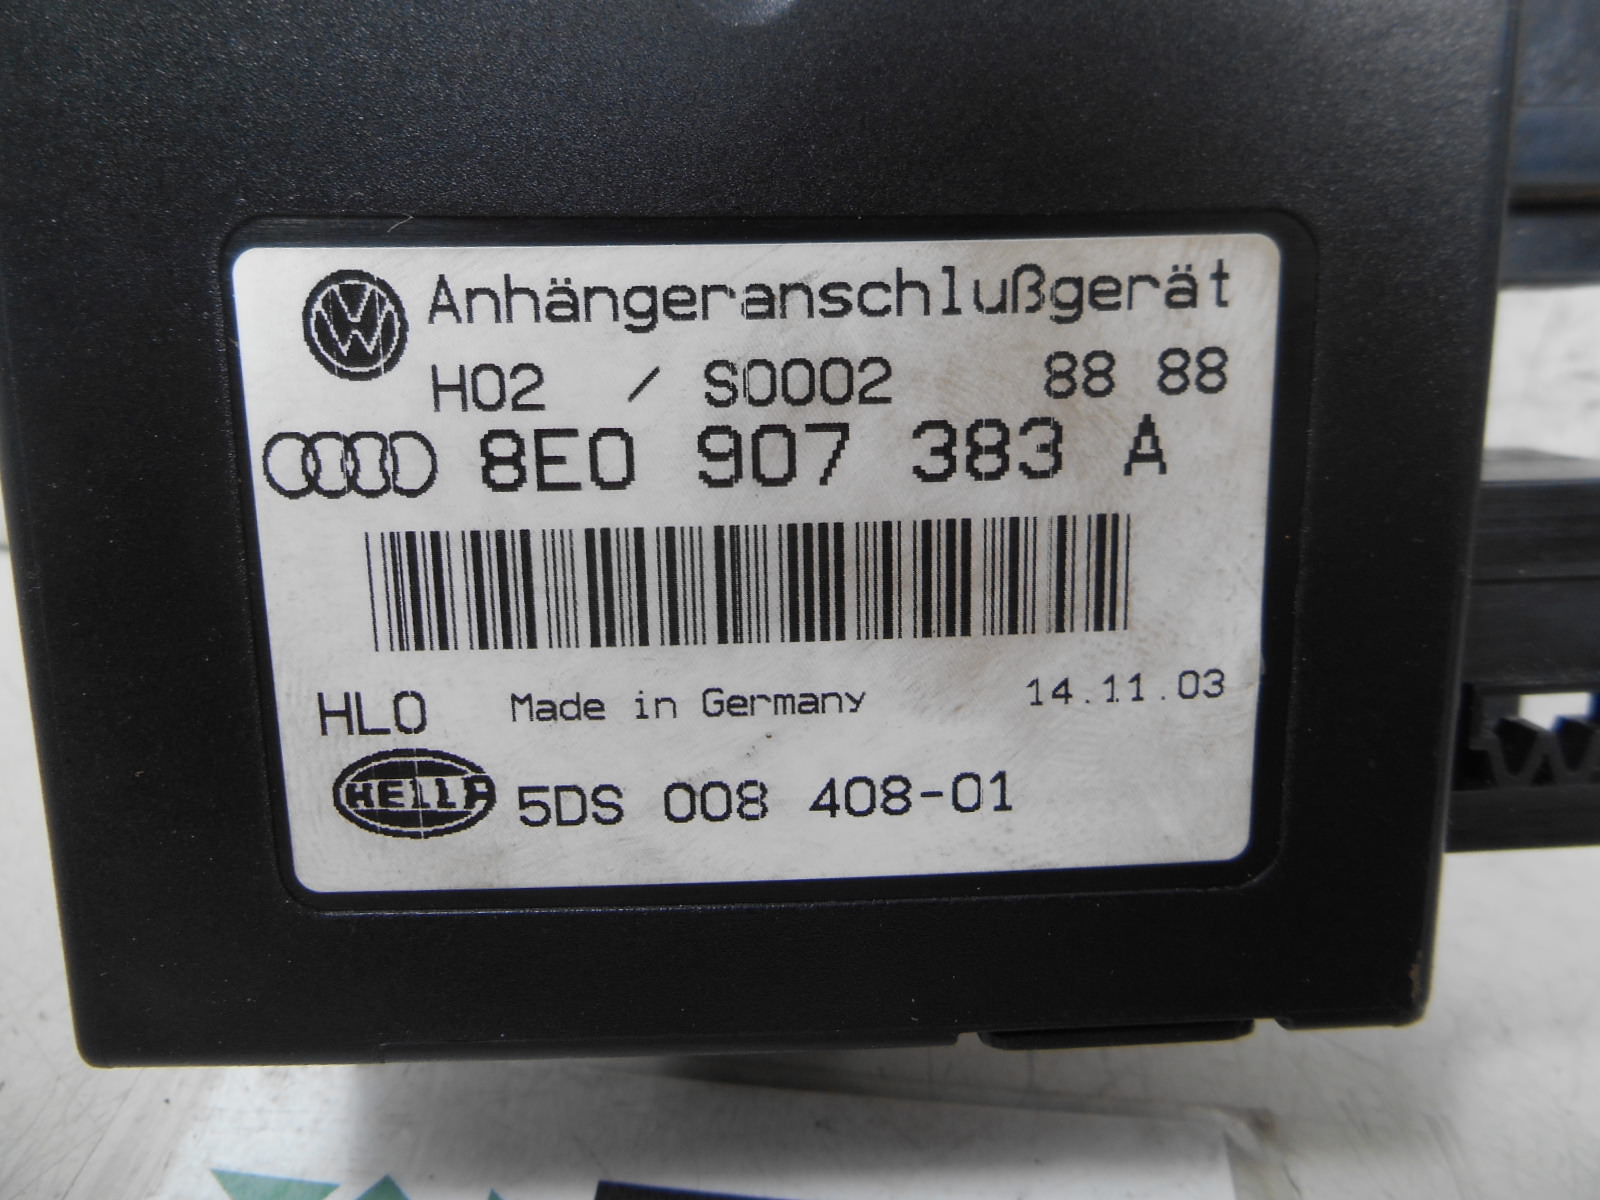 Anhängeranschlußgerät
H02 / S0002 88 88
8E0 907 383 A
HLO Made in Germany 14.11.03
HELLA 5DS 008 408-01